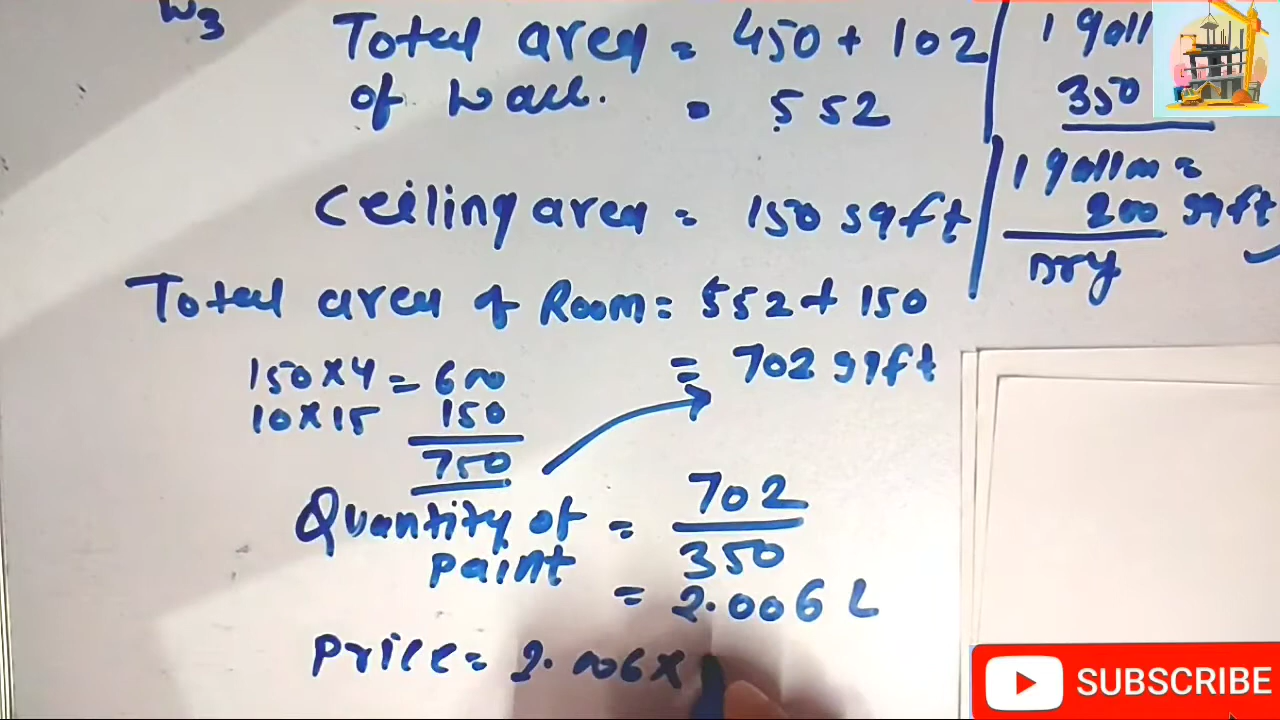 W3
Total area = 450 + 102
of wall. = 552
1 gall
350
1 gallon =
200 sqft
Dry
Ceiling area = 150 sqft
Total area of Room = 552 + 150
= 702 sqft
150 x 4 = 600
10 x 15 150
750
Quantity of paint = 702
350
= 2.006 L
Price = 2.006 x
SUBSCRIBE